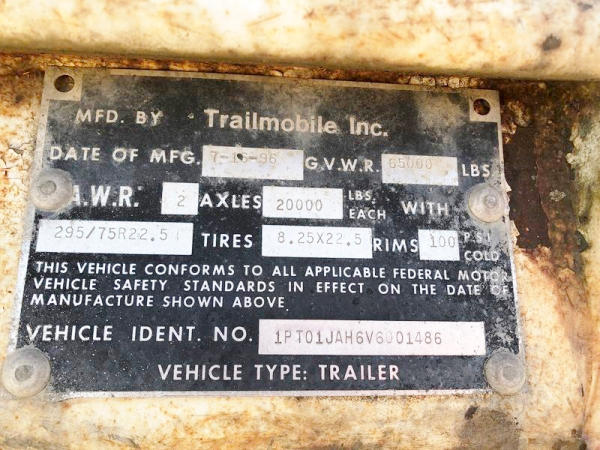 MFD. BY Trailmobile Inc.
DATE OF MFG. 7-16-96 G.V.W.R. 65000 LBS
A.W.R. 2 AXLES 20000 LBS. EACH WITH
295/75R22.5 TIRES 8.25X22.5 RIMS 100 P.S.I COLD
THIS VEHICLE CONFORMS TO ALL APPLICABLE FEDERAL MOTOR
VEHICLE SAFETY STANDARDS IN EFFECT ON THE DATE OF
MANUFACTURE SHOWN ABOVE
VEHICLE IDENT. NO. 1PT01JAH6V6001486
VEHICLE TYPE: TRAILER